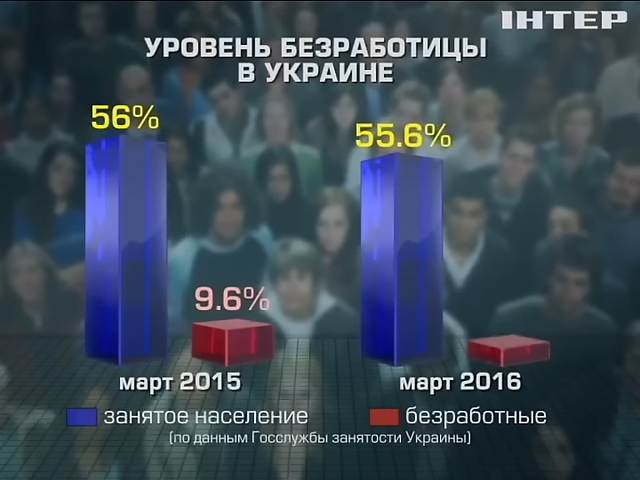 ІНТЕР
УРОВЕНЬ БЕЗРАБОТИЦЫ
В УКРАИНЕ
56%
55.6%
9.6%
март 2015
март 2016
занятое население
безработные
(по данным Госслужбы занятости Украины)